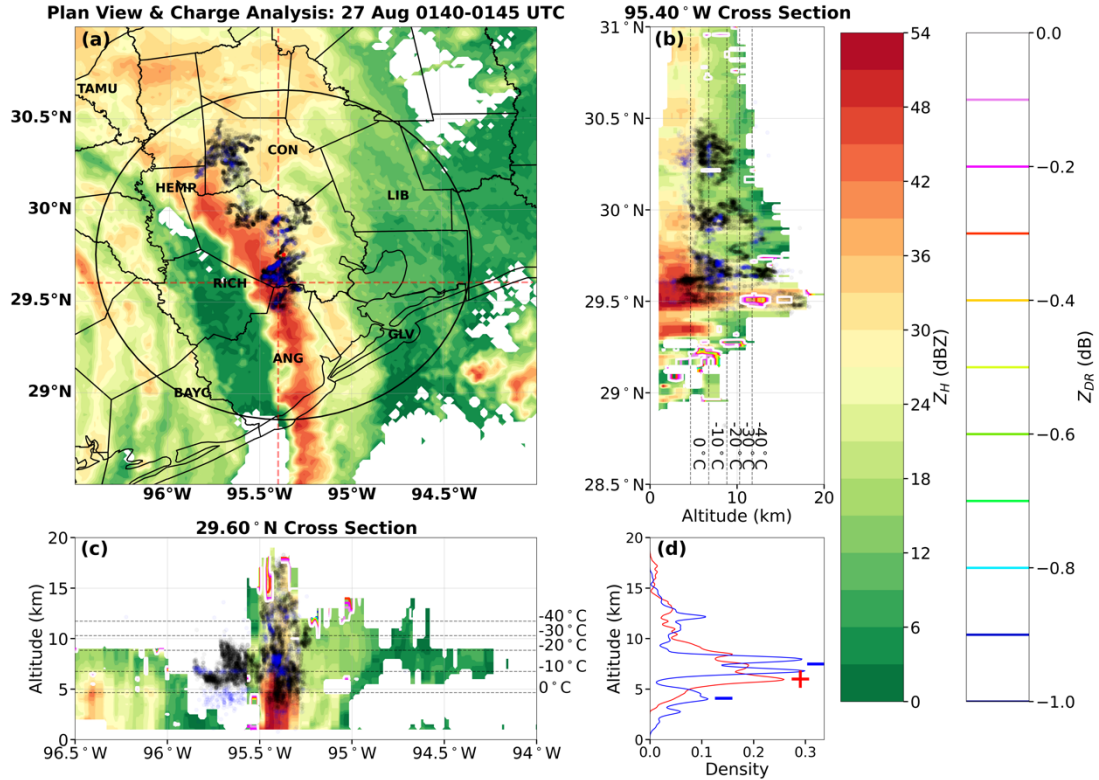 Plan View & Charge Analysis: 27 Aug 0140-0145 UTC
(a)
TAMU
CON
HEMP
LIB
RICH
GLV
ANG
BAYC
30.5°N
30°N
29.5°N
29°N
96°W
95.5°W
95°W
94.5°W
95.40°W Cross Section
(b)
31°N
30.5°N
30°N
29.5°N
29°N
28.5°N
0°C
-10°C
-20°C
-30°C
-40°C
0
10
20
Altitude (km)
54
48
42
36
30
24
18
12
6
0
Z_H (dBZ)
0.0
−0.2
−0.4
−0.6
−0.8
−1.0
Z_DR (dB)
29.60°N Cross Section
(c)
20
15
10
5
0
Altitude (km)
-40°C
-30°C
-20°C
-10°C
0°C
96.5°W
96°W
95.5°W
95°W
94.5°W
94°W
(d)
20
15
10
5
0
Altitude (km)
0.0
0.1
0.2
0.3
Density